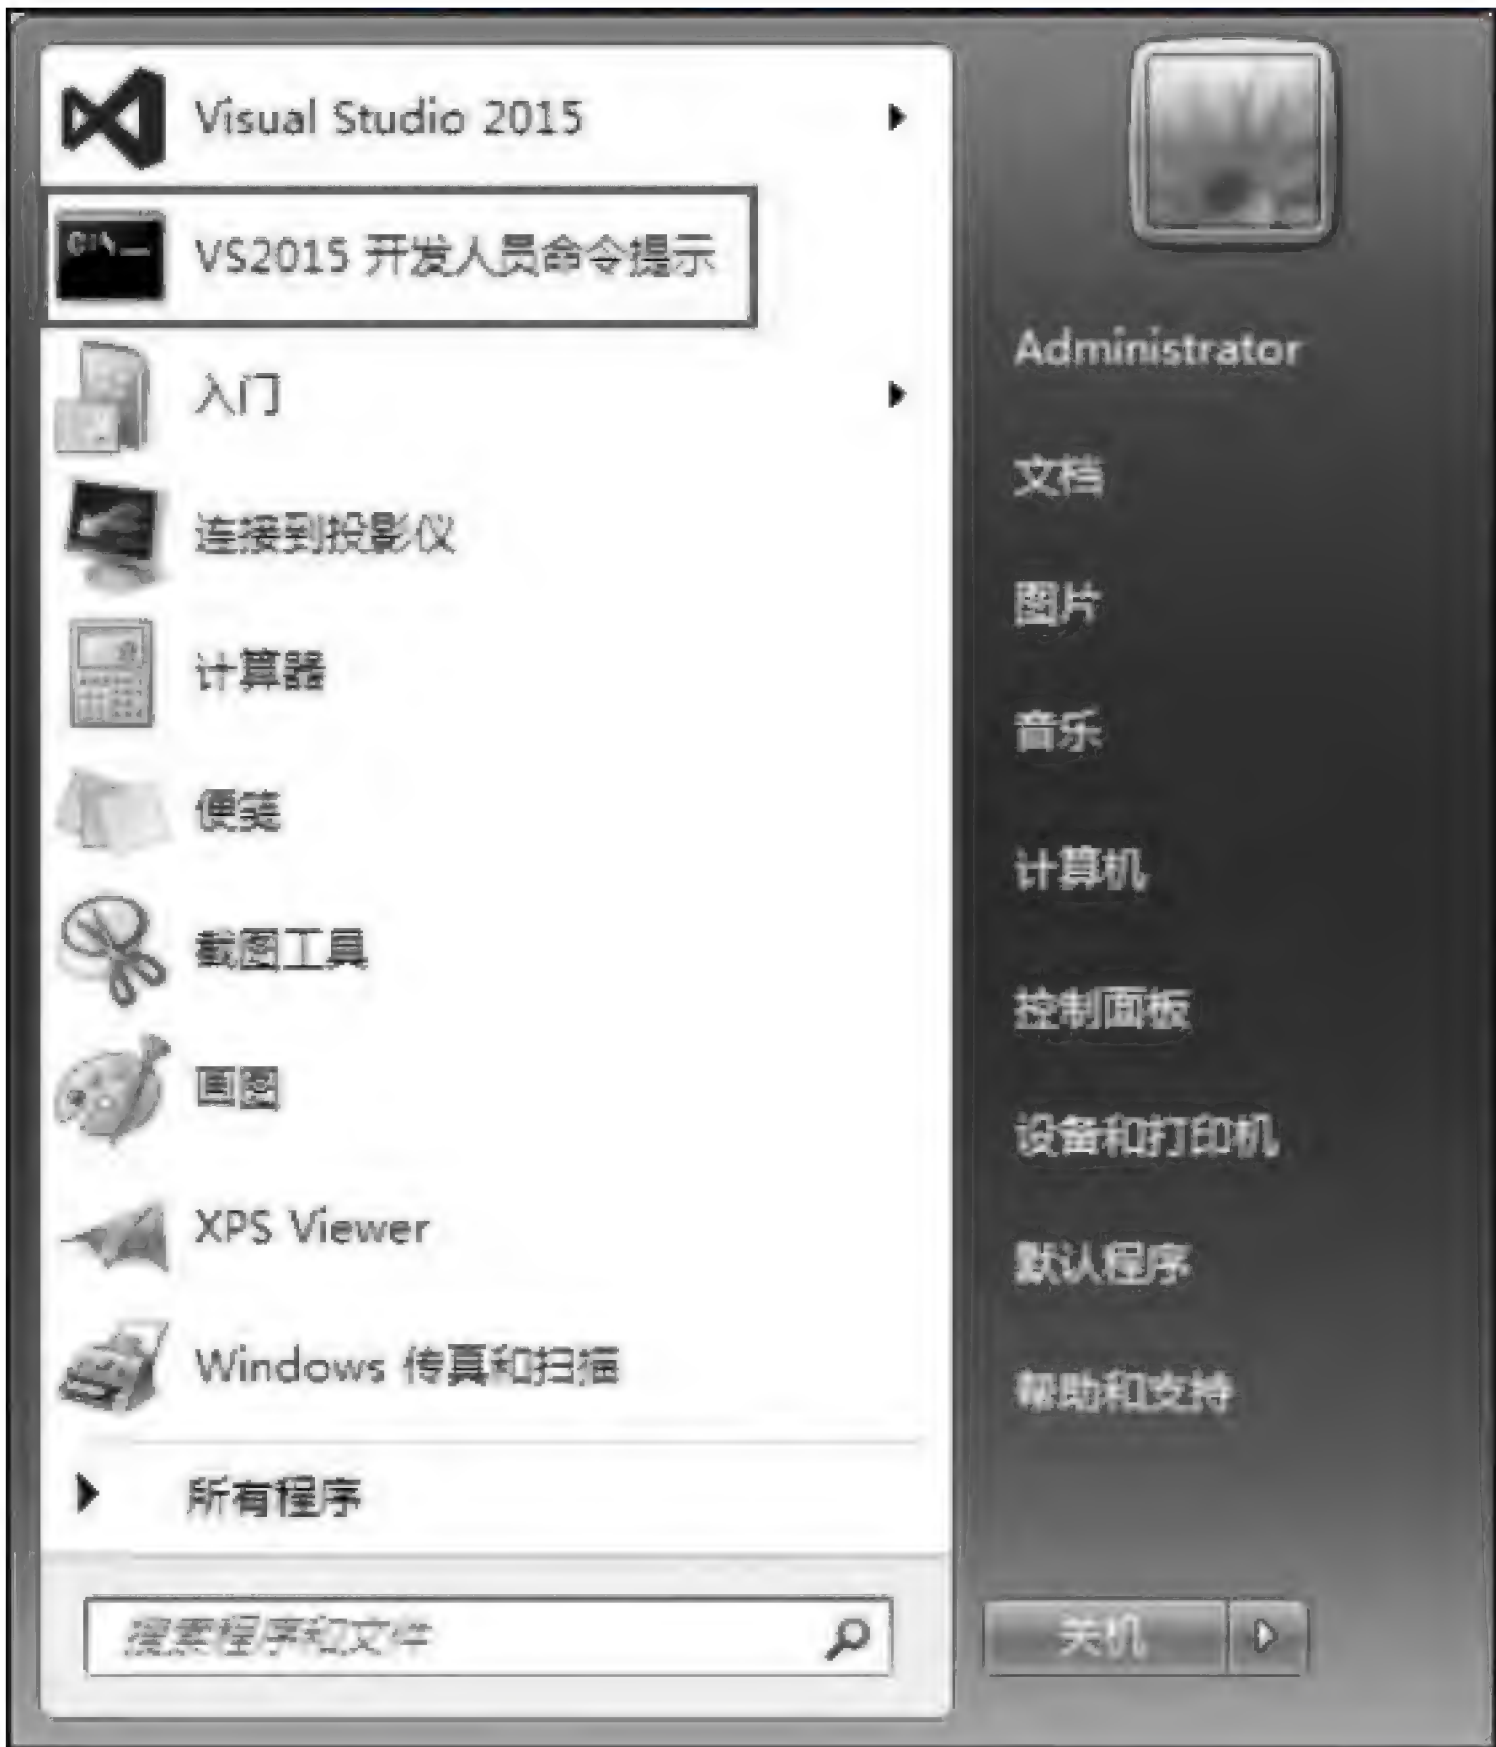 Visual Studio 2015
VS2015 开发人员命令提示
入门
连接到投影仪
计算器
便笺
截图工具
画图
XPS Viewer
Windows 传真和扫描
所有程序
搜索程序和文件
Administrator
文档
图片
音乐
计算机
控制面板
设备和打印机
默认程序
帮助和支持
关机